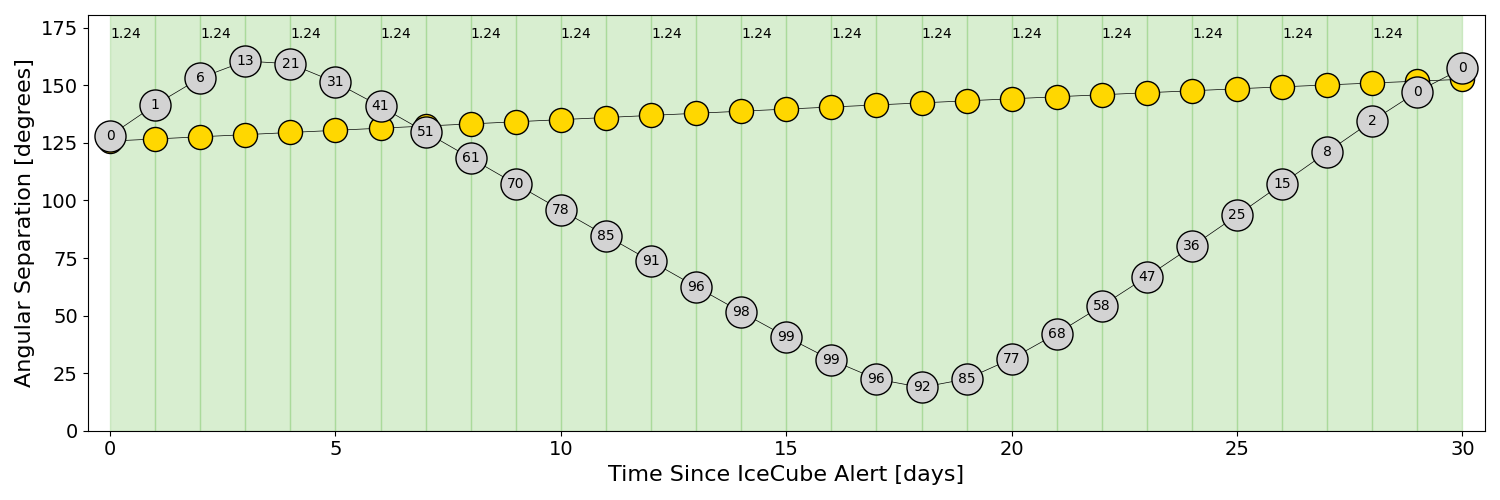 175
150
125
100
75
50
25
0
Angular Separation [degrees]
1.24 1.24 1.24 1.24 1.24 1.24 1.24 1.24 1.24 1.24 1.24 1.24 1.24 1.24 1.24
0 1 6 13 21 31 41 51 61 70 78 85 91 96 98 99 99 96 92 85 77 68 58 47 36 25 15 8 2 0 0
0 5 10 15 20 25 30
Time Since IceCube Alert [days]